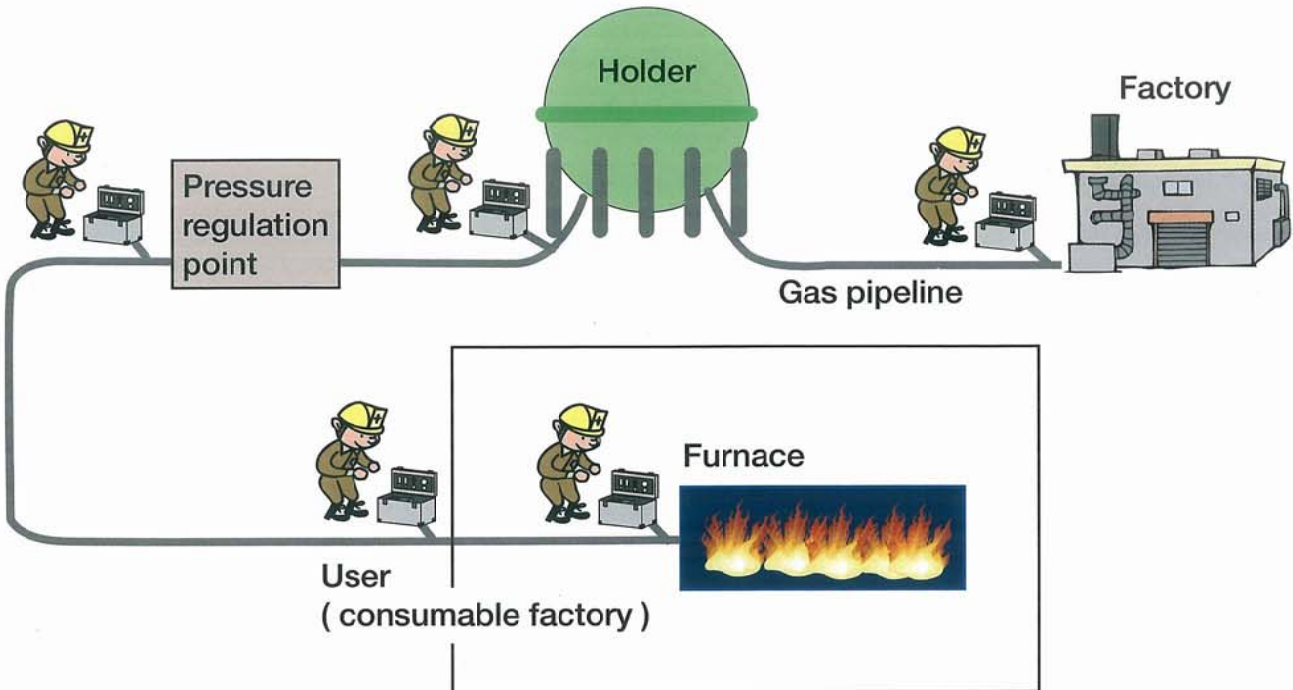 Holder
Factory
Pressure
regulation
point
Gas pipeline
Furnace
User
( consumable factory )